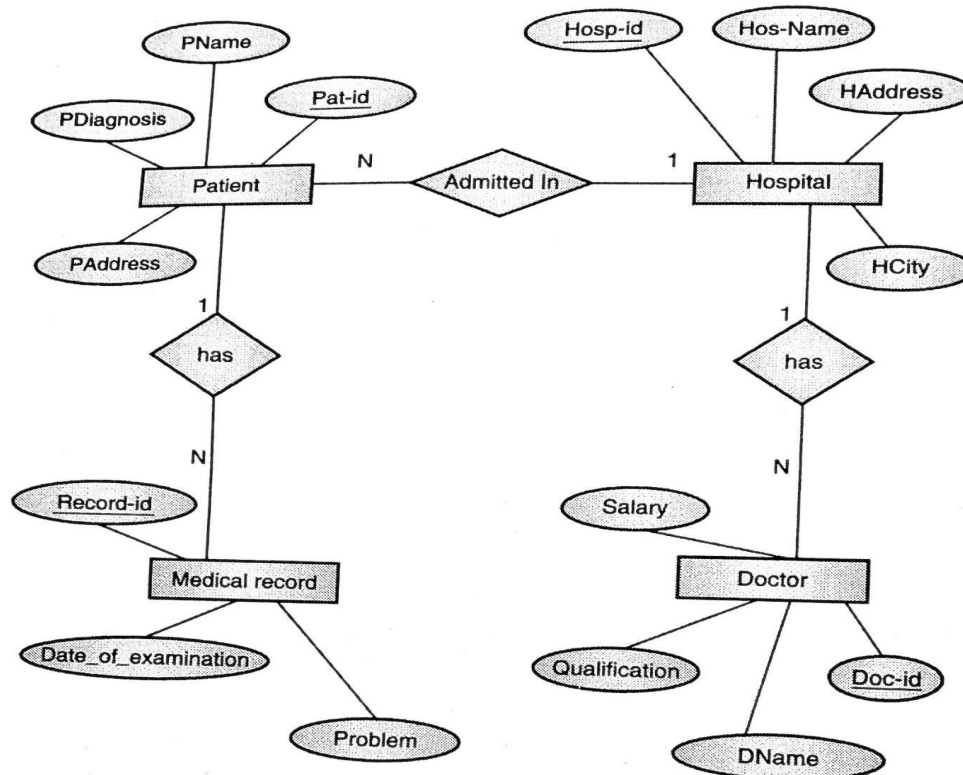 PName
Hosp-id
Hos-Name
PDiagnosis
Pat-id
HAddress
N
1
Patient
Admitted In
Hospital
PAddress
HCity
1
1
has
has
N
N
Record-id
Salary
Medical record
Doctor
Date_of_examination
Qualification
Doc-id
Problem
DName